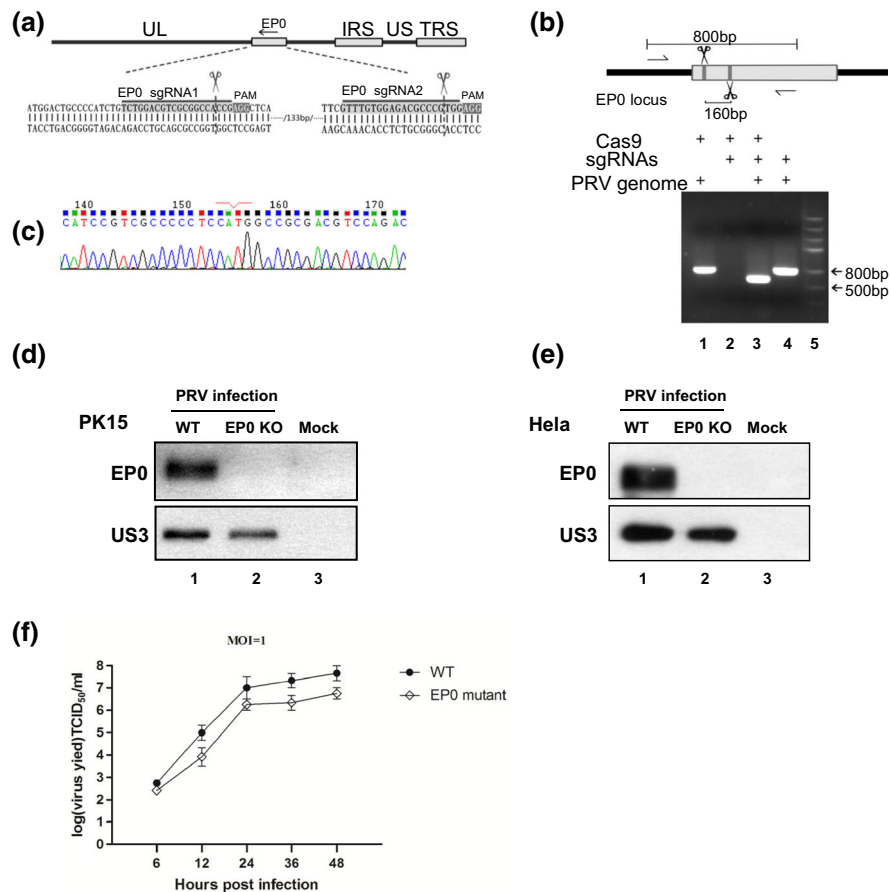 (a)
UL
EP0
IRS
US
TRS
EP0 sgRNA1
PAM
EP0 sgRNA2
PAM
ATGGACTGCCCCATCTGTCTGGACGTCGCGGCCACCGAGGCTCA
TTCGTTTGTGGAGACGCCCGTGGAGG
/133bp/
TACCTGACGGGGTAGACAGACCTGCAGCGCCGGTGGCTCCGAGT
AAGCAAACACCTCTGCGGGCACCTCC
(b)
800bp
EP0 locus
160bp
Cas9 + + +
sgRNAs + + +
PRV genome + + +
800bp
500bp
1 2 3 4 5
(c)
140 150 160 170
CATCCGTCGCCCCCTCCATGGCCGCGACGTCCAGAC
(d)
PRV infection
PK15
WT EP0 KO Mock
EP0
US3
1 2 3
(e)
PRV infection
Hela
WT EP0 KO Mock
EP0
US3
1 2 3
(f)
MOI=1
log(virus yied)TCID50/ml
8
7
6
5
4
3
2
1
0
6 12 24 36 48
Hours post infection
WT
EP0 mutant